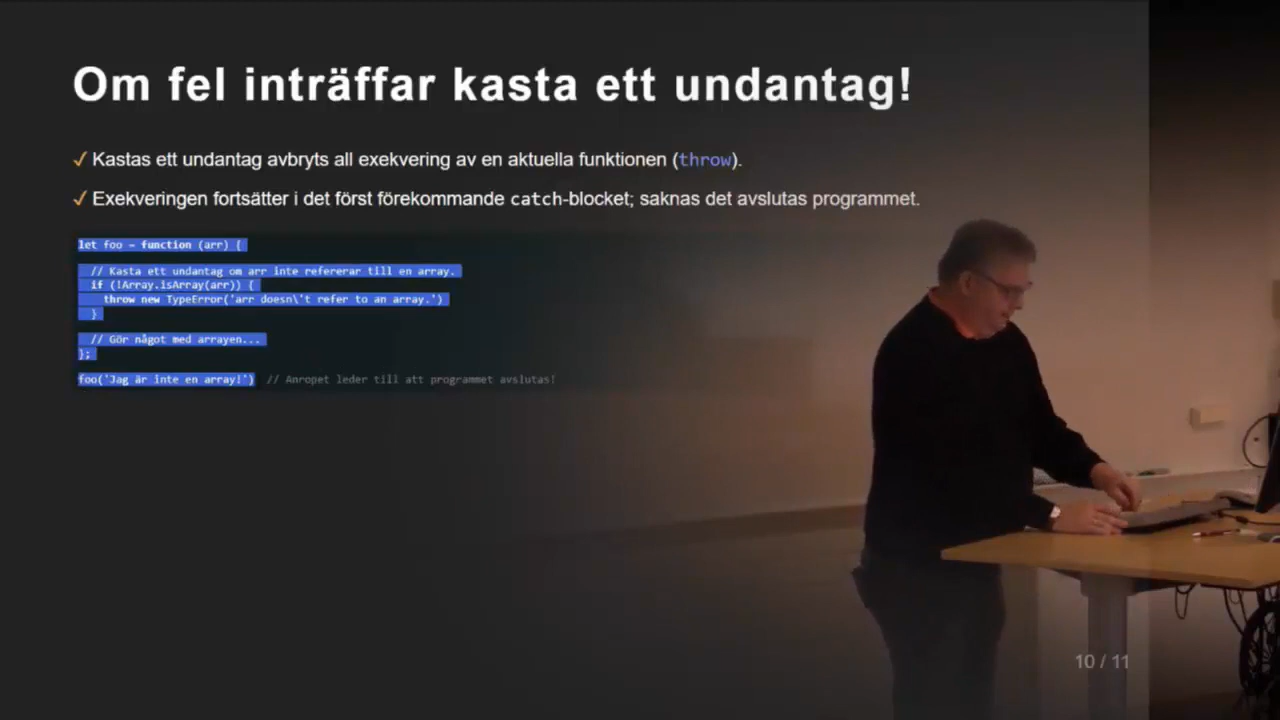 Om fel inträffar kasta ett undantag!
✓ Kastas ett undantag avbryts all exekvering av en aktuella funktionen (throw).
✓ Exekveringen fortsätter i det först förekommande catch-blocket; saknas det avslutas programmet.
let foo = function (arr) {
// Kasta ett undantag om arr inte refererar till en array.
if (!Array.isArray(arr)) {
throw new TypeError('arr doesn\'t refer to an array.')
}
// Gör något med arrayen...
};
foo('Jag är inte en array!') // Anropet leder till att programmet avslutas!
10 / 11